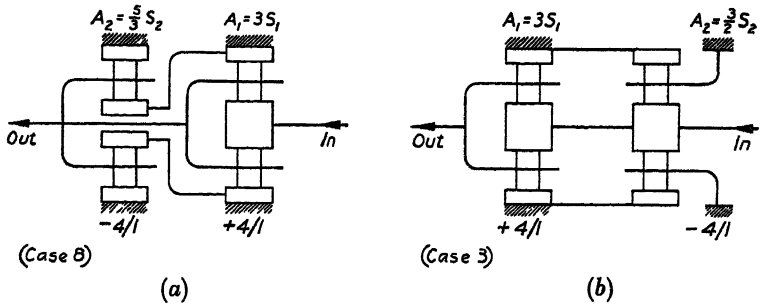 A₂ = 5/3 S₂
A₁ = 3S₁
Out
In
-4/1
+4/1
(Case 8)
(a)
A₁ = 3S₁
A₂ = 3/2 S₂
Out
In
+4/1
-4/1
(Case 3)
(b)